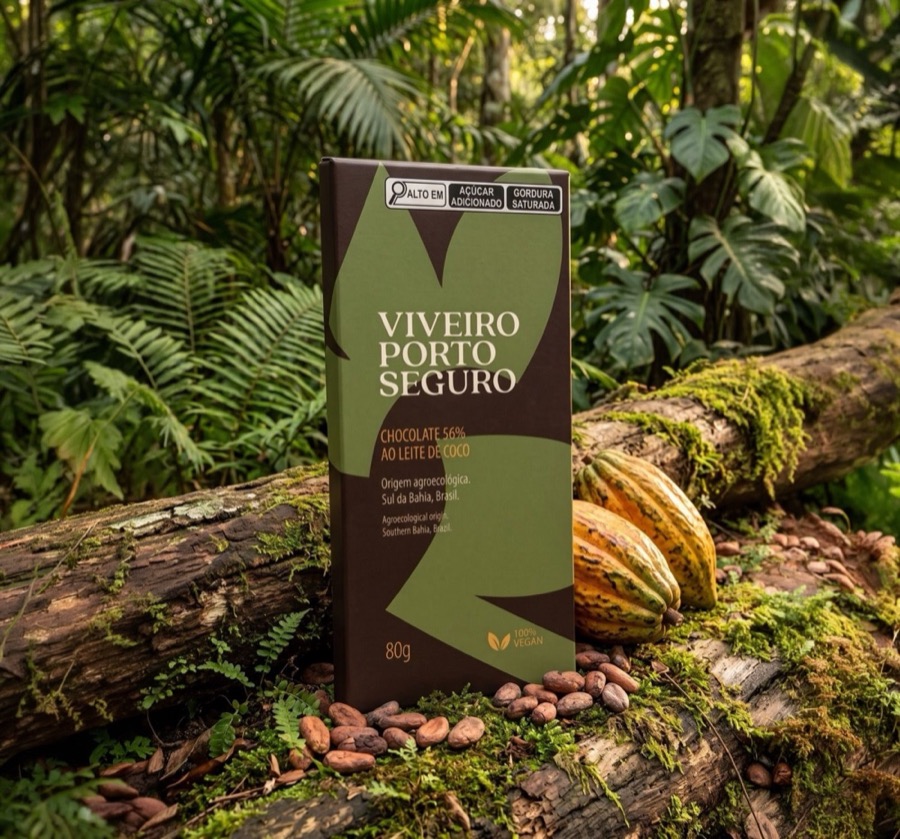 ALTO EM
AÇÚCAR
ADICIONADO
GORDURA
SATURADA
VIVEIRO
PORTO
SEGURO
CHOCOLATE 56%
AO LEITE DE COCO
Origem agroecológica.
Sul da Bahia, Brasil.
Agroecological origin.
Southern Bahia, Brazil.
80g
100%
VEGAN